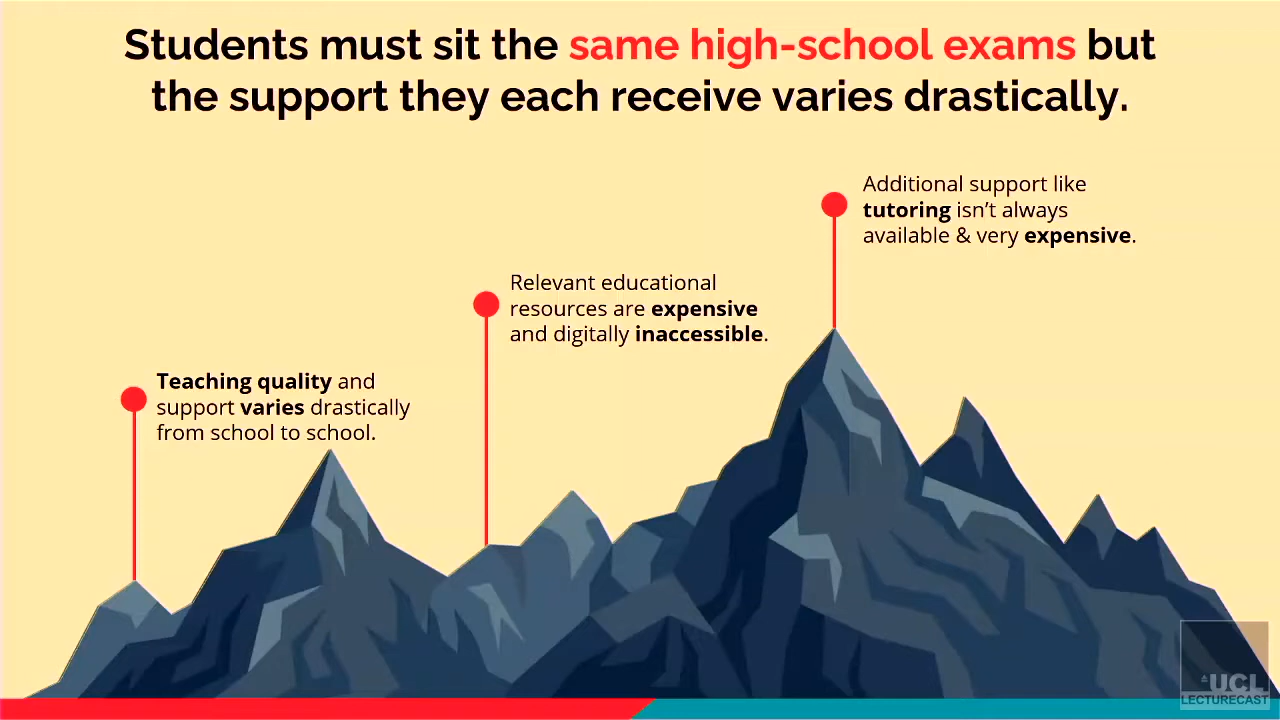 Students must sit the same high-school exams but
the support they each receive varies drastically.
Additional support like
tutoring isn’t always
available & very expensive.
Relevant educational
resources are expensive
and digitally inaccessible.
Teaching quality and
support varies drastically
from school to school.
UCL
LECTURECAST